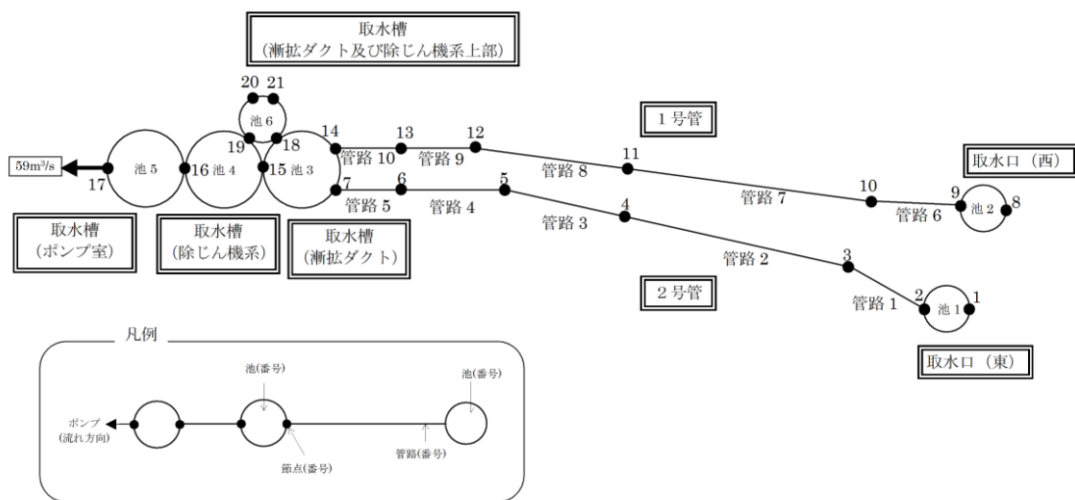 取水槽
(漸拡ダクト及び除じん機系上部)
20
21
池 6
19
18
14
13
12
1 号管
11
取水口（西）
59m³/s
17
池 5
16
池 4
15
池 3
管路 10
管路 9
管路 8
管路 7
10
管路 6
9
池 2
8
7
管路 5
6
管路 4
5
管路 3
4
管路 2
3
管路 1
2
池 1
1
取水槽
(ポンプ室)
取水槽
(除じん機系)
取水槽
(漸拡ダクト)
2 号管
取水口（東）
凡例
池(番号)
池(番号)
ポンプ
(流れ方向)
節点(番号)
管路(番号)